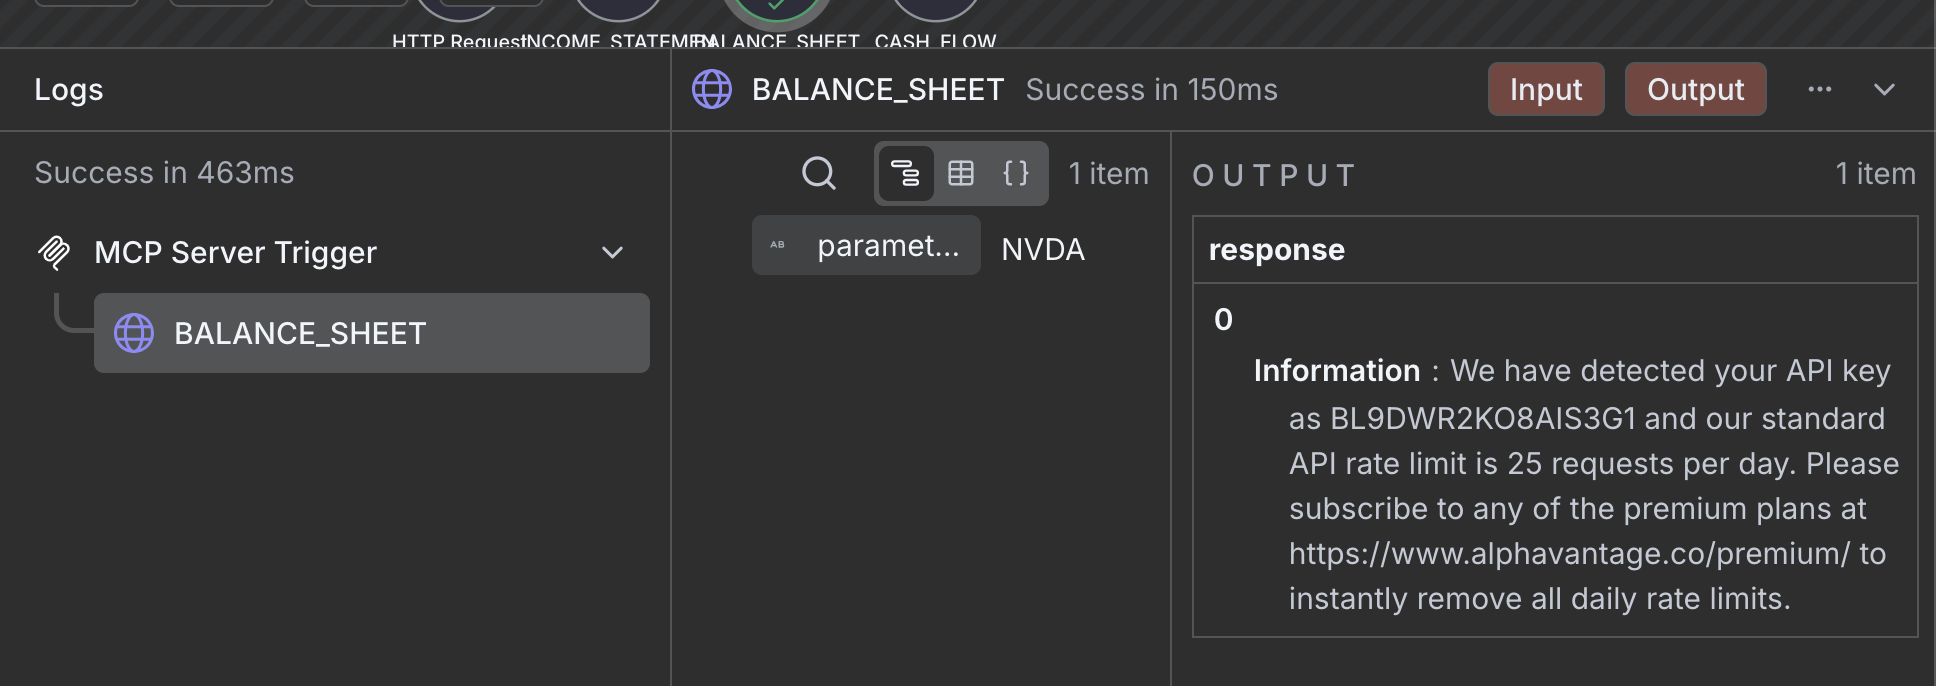 HTTP Request
INCOME_STATEMEN
BALANCE_SHEET
CASH_FLOW
Logs
BALANCE_SHEET Success in 150ms
Input
Output
Success in 463ms
1 item
OUTPUT
1 item
MCP Server Trigger
AB paramet...
NVDA
response
BALANCE_SHEET
0
Information : We have detected your API key
as BL9DWR2KO8AIS3G1 and our standard
API rate limit is 25 requests per day. Please
subscribe to any of the premium plans at
https://www.alphavantage.co/premium/ to
instantly remove all daily rate limits.